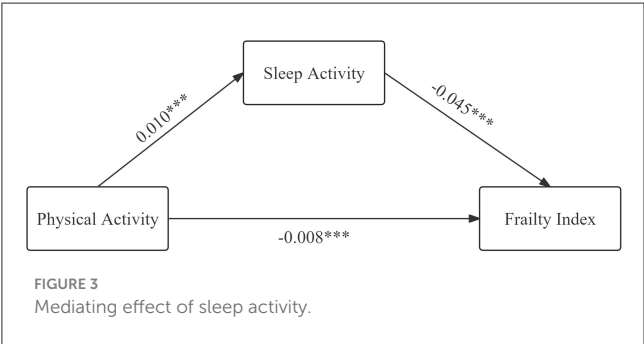 Sleep Activity
0.010***
-0.045***
Physical Activity
Frailty Index
-0.008***
FIGURE 3
Mediating effect of sleep activity.